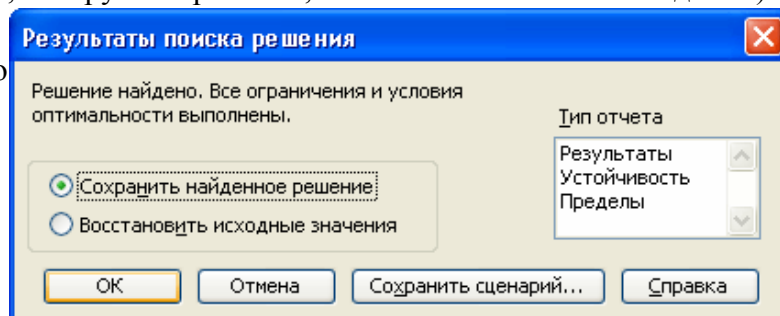 Результаты поиска решения
Решение найдено. Все ограничения и условия
оптимальности выполнены.
Тип отчета
Результаты
Устойчивость
Пределы
Сохранить найденное решение
Восстановить исходные значения
ОК Отмена Сохранить сценарий... Справка